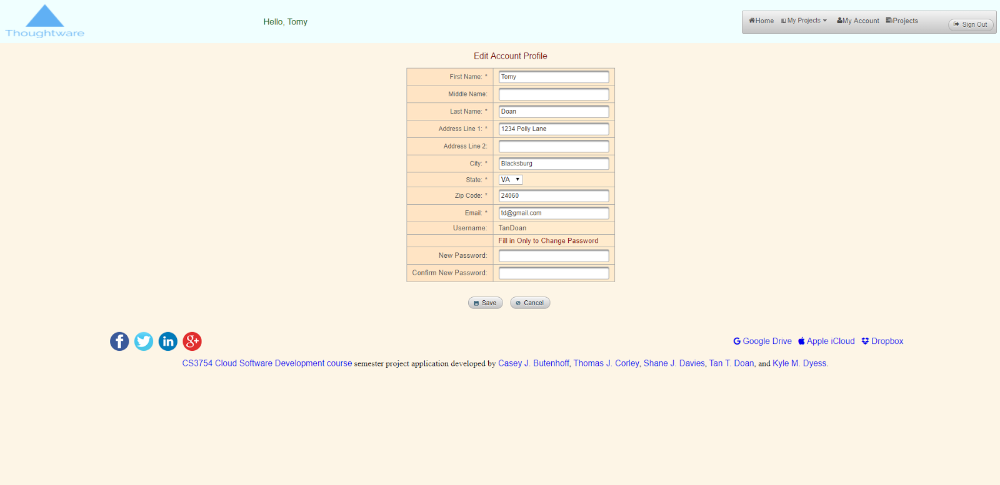 Thoughtware
Hello, Tomy
Home My Projects My Account Projects Sign Out
Edit Account Profile
First Name: * Tomy
Middle Name:
Last Name: * Doan
Address Line 1: * 1234 Polly Lane
Address Line 2:
City: * Blacksburg
State: * VA
Zip Code: * 24060
Email: * td@gmail.com
Username: TanDoan
Fill in Only to Change Password
New Password:
Confirm New Password:
Save Cancel
f in g+ Google Drive Apple iCloud Dropbox
CS3754 Cloud Software Development course semester project application developed by Casey J. Butenhoff, Thomas J. Corley, Shane J. Davies, Tan T. Doan, and Kyle M. Dyess.